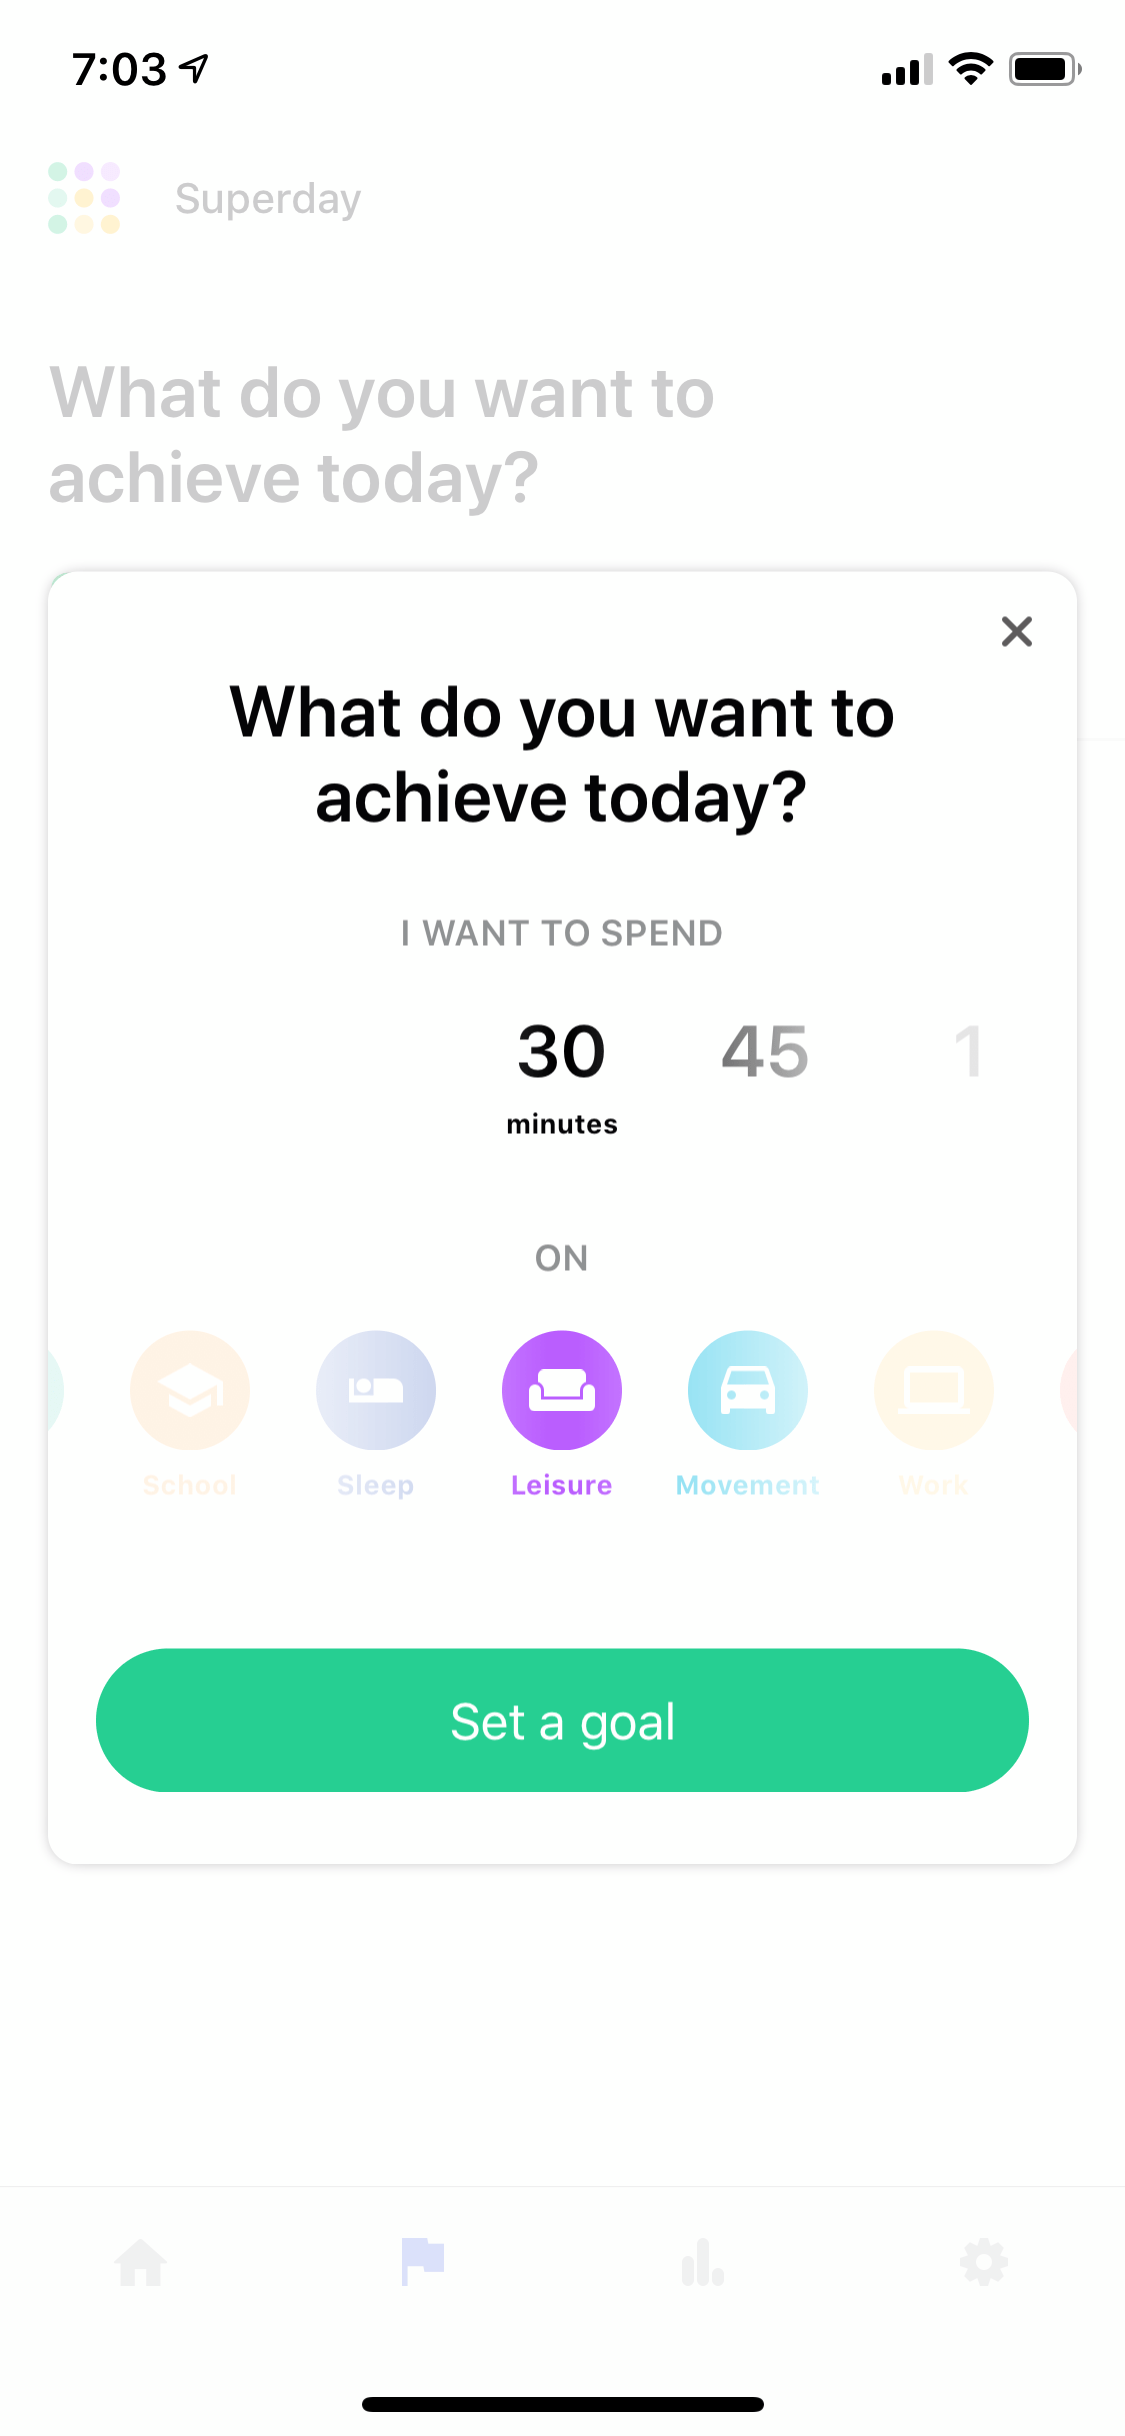 7:03
Superday
What do you want to
achieve today?
What do you want to
achieve today?
I WANT TO SPEND
30 45 1
minutes
ON
School Sleep Leisure Movement Work
Set a goal